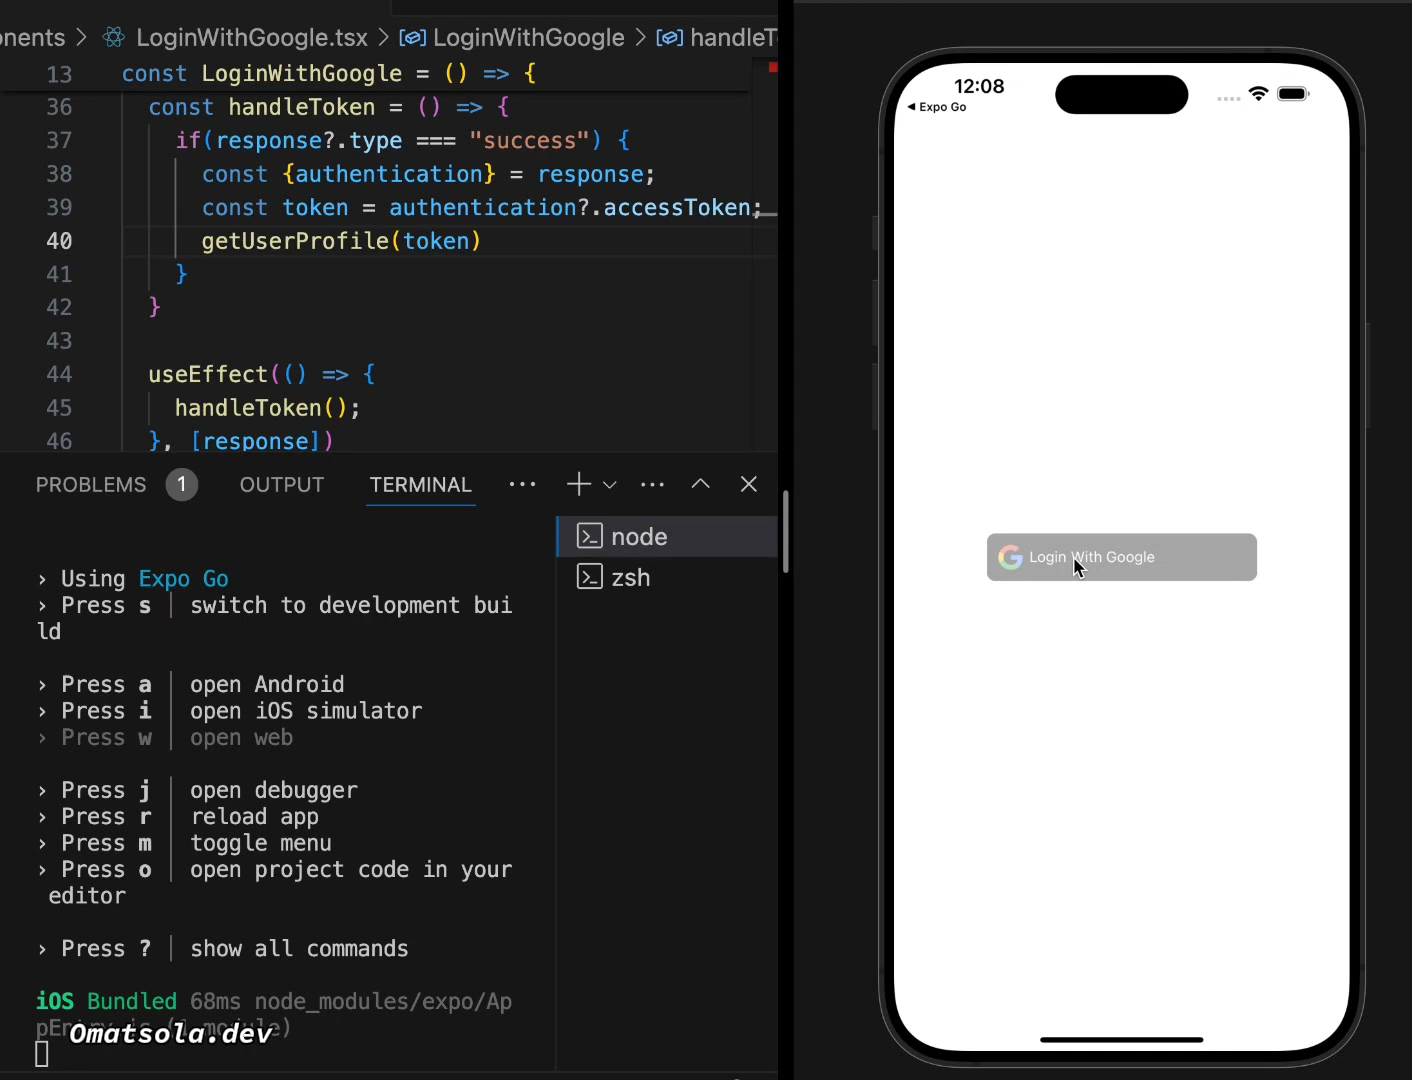 nents > LoginWithGoogle.tsx > LoginWithGoogle > handleT
13 const LoginWithGoogle = () => {
36 const handleToken = () => {
37 if(response?.type === "success") {
38 const {authentication} = response;
39 const token = authentication?.accessToken;
40 getUserProfile(token)
41 }
42 }
43
44 useEffect(() => {
45 handleToken();
46 }, [response])
PROBLEMS 1 OUTPUT TERMINAL
node
zsh
› Using Expo Go
› Press s | switch to development bui
ld
› Press a | open Android
› Press i | open iOS simulator
› Press w | open web
› Press j | open debugger
› Press r | reload app
› Press m | toggle menu
› Press o | open project code in your
editor
› Press ? | show all commands
iOS Bundled 68ms node_modules/expo/Ap
Omatsola.dev
12:08
◀ Expo Go
Login With Google